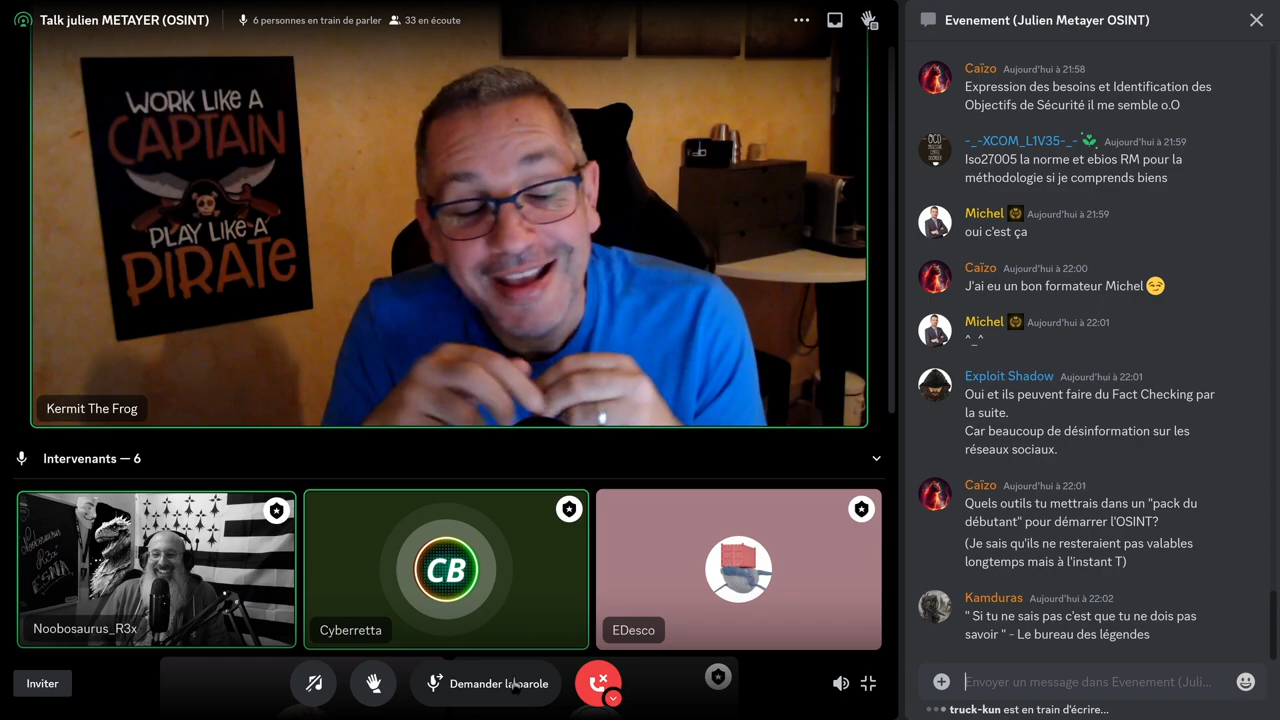 Talk julien METAYER (OSINT)
6 personnes en train de parler
33 en écoute
WORK LIKE A
CAPTAIN
PLAY LIKE A
PIRATE
Kermit The Frog
Intervenants — 6
Noobosaurus_R3x
CB
Cyberretta
EDesco
Inviter
Demander la parole
Evenement (Julien Metayer OSINT)
Caïzo Aujourd'hui à 21:58
Expression des besoins et Identification des
Objectifs de Sécurité il me semble o.O
-_-XCOM_L1V35-_- Aujourd'hui à 21:59
Iso27005 la norme et ebios RM pour la
méthodologie si je comprends biens
Michel Aujourd'hui à 21:59
oui c'est ça
Caïzo Aujourd'hui à 22:00
J'ai eu un bon formateur Michel
Michel Aujourd'hui à 22:01
^_^
Exploit Shadow Aujourd'hui à 22:01
Oui et ils peuvent faire du Fact Checking par
la suite.
Car beaucoup de désinformation sur les
réseaux sociaux.
Caïzo Aujourd'hui à 22:01
Quels outils tu mettrais dans un "pack du
débutant" pour démarrer l'OSINT?
(Je sais qu'ils ne resteraient pas valables
longtemps mais à l'instant T)
Kamduras Aujourd'hui à 22:02
" Si tu ne sais pas c'est que tu ne dois pas
savoir " - Le bureau des légendes
Envoyer un message dans Evenement (Juli...
truck-kun est en train d'écrire...